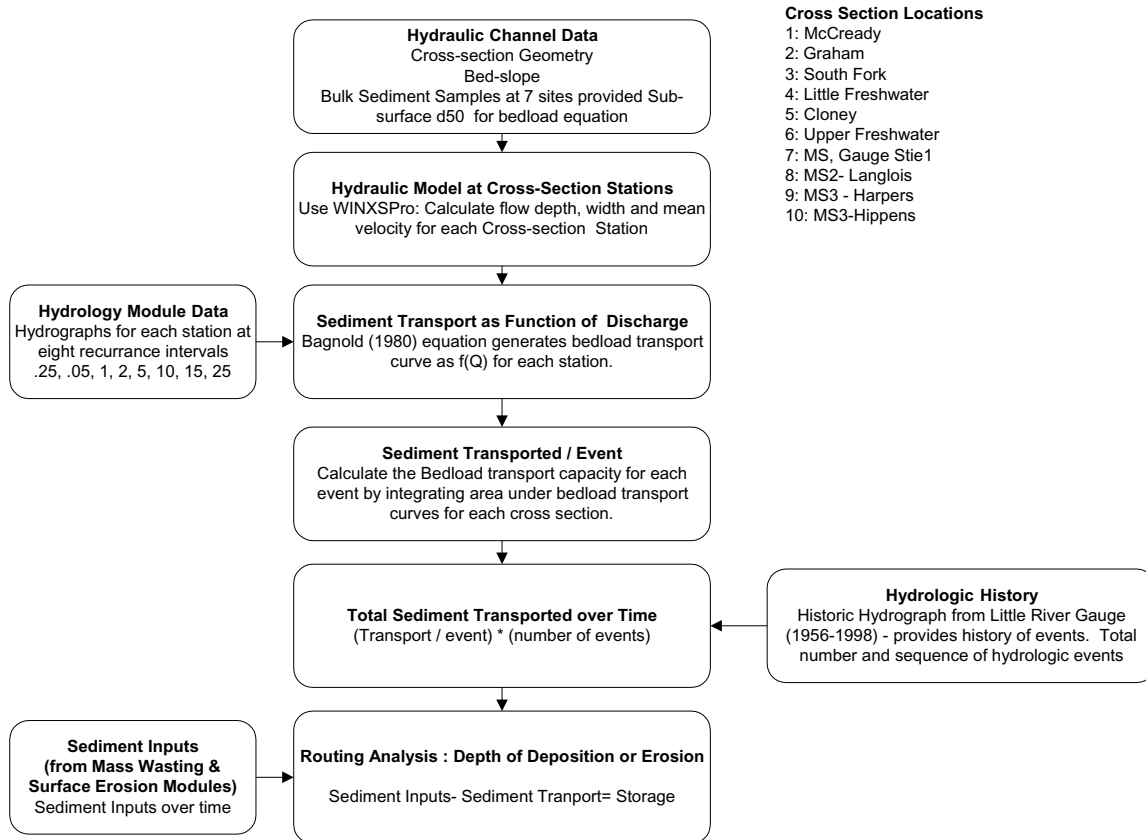 Hydraulic Channel Data
Cross-section Geometry
Bed-slope
Bulk Sediment Samples at 7 sites provided Sub-
surface d50 for bedload equation
Cross Section Locations
1: McCready
2: Graham
3: South Fork
4: Little Freshwater
5: Cloney
6: Upper Freshwater
7: MS, Gauge Stie1
8: MS2- Langlois
9: MS3 - Harpers
10: MS3-Hippens
Hydraulic Model at Cross-Section Stations
Use WINXSPro: Calculate flow depth, width and mean
velocity for each Cross-section Station
Hydrology Module Data
Hydrographs for each station at
eight recurrance intervals
.25, .05, 1, 2, 5, 10, 15, 25
Sediment Transport as Function of Discharge
Bagnold (1980) equation generates bedload transport
curve as f(Q) for each station.
Sediment Transported / Event
Calculate the Bedload transport capacity for each
event by integrating area under bedload transport
curves for each cross section.
Total Sediment Transported over Time
(Transport / event) * (number of events)
Hydrologic History
Historic Hydrograph from Little River Gauge
(1956-1998) - provides history of events. Total
number and sequence of hydrologic events
Sediment Inputs
(from Mass Wasting &
Surface Erosion Modules)
Sediment Inputs over time
Routing Analysis : Depth of Deposition or Erosion
Sediment Inputs- Sediment Tranport= Storage